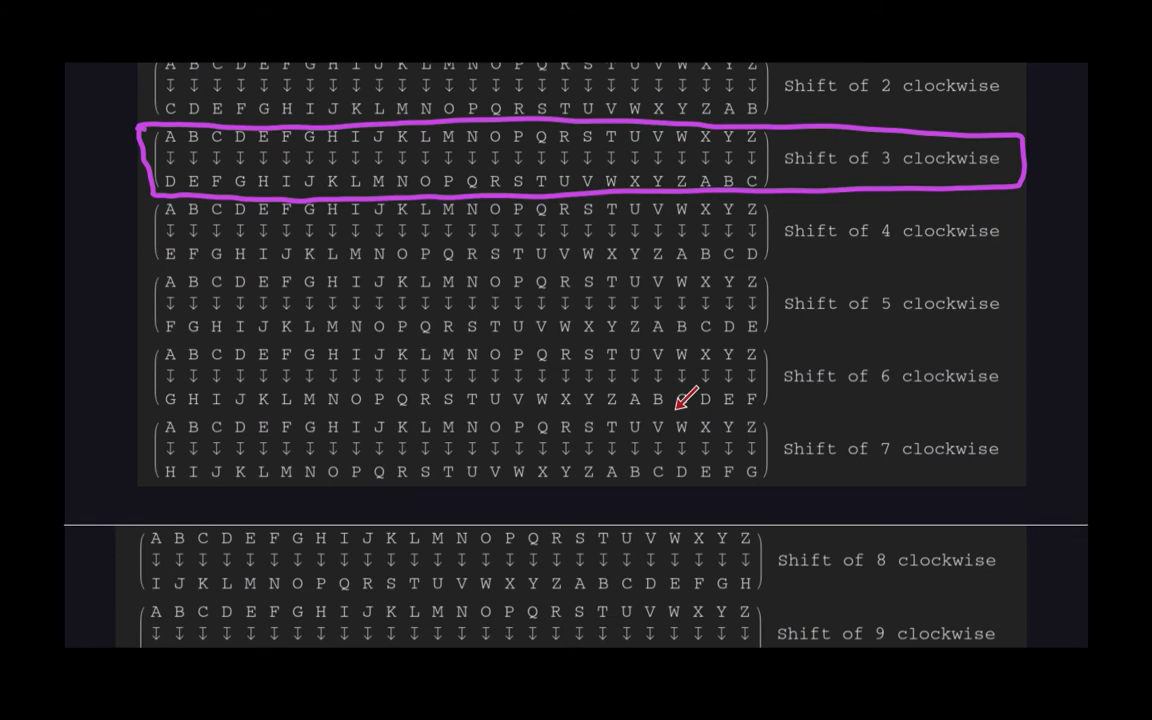 A B C D E F G H I J K L M N O P Q R S T U V W X Y Z
↧ ↧ ↧ ↧ ↧ ↧ ↧ ↧ ↧ ↧ ↧ ↧ ↧ ↧ ↧ ↧ ↧ ↧ ↧ ↧ ↧ ↧ ↧ ↧ ↧ ↧ Shift of 2 clockwise
C D E F G H I J K L M N O P Q R S T U V W X Y Z A B
A B C D E F G H I J K L M N O P Q R S T U V W X Y Z
↧ ↧ ↧ ↧ ↧ ↧ ↧ ↧ ↧ ↧ ↧ ↧ ↧ ↧ ↧ ↧ ↧ ↧ ↧ ↧ ↧ ↧ ↧ ↧ ↧ ↧ Shift of 3 clockwise
D E F G H I J K L M N O P Q R S T U V W X Y Z A B C
A B C D E F G H I J K L M N O P Q R S T U V W X Y Z
↧ ↧ ↧ ↧ ↧ ↧ ↧ ↧ ↧ ↧ ↧ ↧ ↧ ↧ ↧ ↧ ↧ ↧ ↧ ↧ ↧ ↧ ↧ ↧ ↧ ↧ Shift of 4 clockwise
E F G H I J K L M N O P Q R S T U V W X Y Z A B C D
A B C D E F G H I J K L M N O P Q R S T U V W X Y Z
↧ ↧ ↧ ↧ ↧ ↧ ↧ ↧ ↧ ↧ ↧ ↧ ↧ ↧ ↧ ↧ ↧ ↧ ↧ ↧ ↧ ↧ ↧ ↧ ↧ ↧ Shift of 5 clockwise
F G H I J K L M N O P Q R S T U V W X Y Z A B C D E
A B C D E F G H I J K L M N O P Q R S T U V W X Y Z
↧ ↧ ↧ ↧ ↧ ↧ ↧ ↧ ↧ ↧ ↧ ↧ ↧ ↧ ↧ ↧ ↧ ↧ ↧ ↧ ↧ ↧ ↧ ↧ ↧ ↧ Shift of 6 clockwise
G H I J K L M N O P Q R S T U V W X Y Z A B C D E F
A B C D E F G H I J K L M N O P Q R S T U V W X Y Z
↧ ↧ ↧ ↧ ↧ ↧ ↧ ↧ ↧ ↧ ↧ ↧ ↧ ↧ ↧ ↧ ↧ ↧ ↧ ↧ ↧ ↧ ↧ ↧ ↧ ↧ Shift of 7 clockwise
H I J K L M N O P Q R S T U V W X Y Z A B C D E F G
A B C D E F G H I J K L M N O P Q R S T U V W X Y Z
↧ ↧ ↧ ↧ ↧ ↧ ↧ ↧ ↧ ↧ ↧ ↧ ↧ ↧ ↧ ↧ ↧ ↧ ↧ ↧ ↧ ↧ ↧ ↧ ↧ ↧ Shift of 8 clockwise
I J K L M N O P Q R S T U V W X Y Z A B C D E F G H
A B C D E F G H I J K L M N O P Q R S T U V W X Y Z
↧ ↧ ↧ ↧ ↧ ↧ ↧ ↧ ↧ ↧ ↧ ↧ ↧ ↧ ↧ ↧ ↧ ↧ ↧ ↧ ↧ ↧ ↧ ↧ ↧ ↧ Shift of 9 clockwise